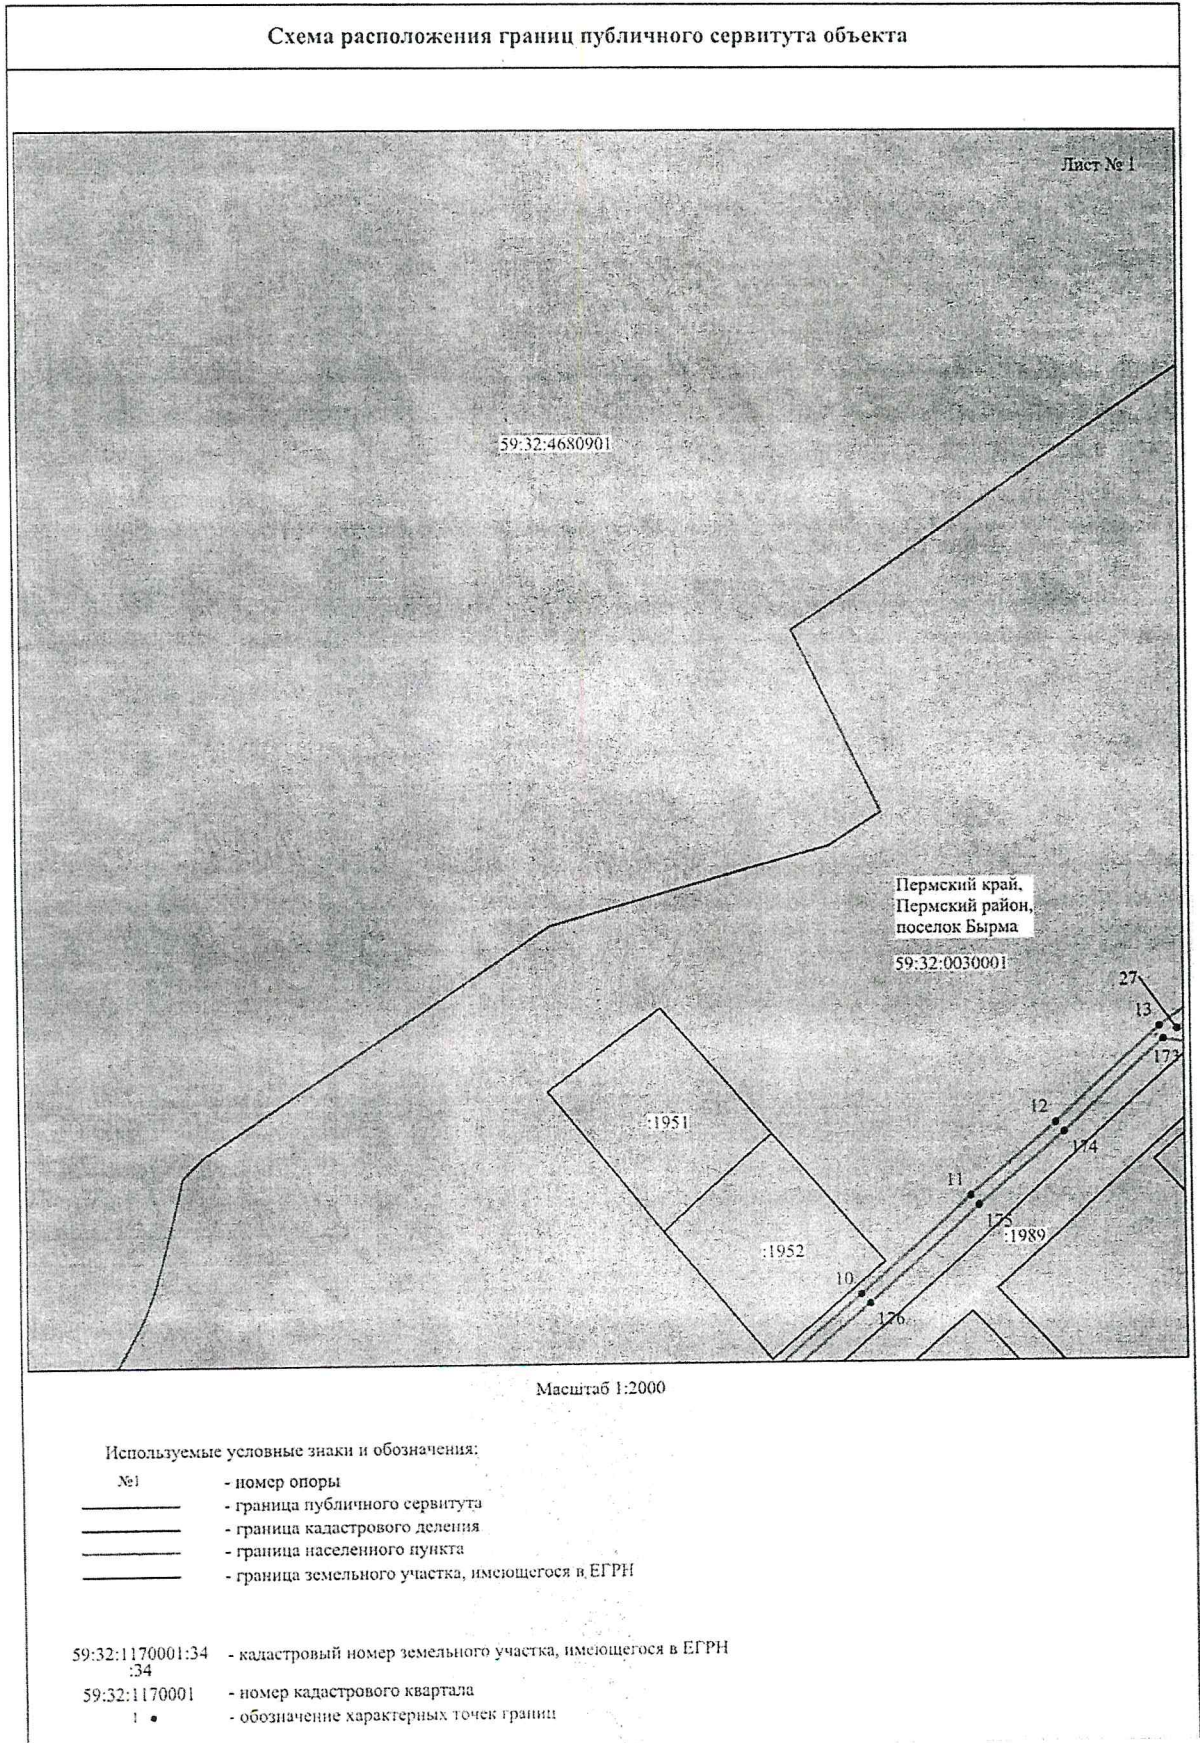 Схема расположения границ публичного сервитута объекта
Лист № 1
59:32:4680901
Пермский край,
Пермский район,
поселок Бырма
59:32:0030001
27
13
173
12
174
:1951
11
175
:1989
:1952
10
176
Масштаб 1:2000
Используемые условные знаки и обозначения:
№1 - номер опоры
- граница публичного сервитута
- граница кадастрового деления
- граница населенного пункта
- граница земельного участка, имеющегося в ЕГРН
59:32:1170001:34 - кадастровый номер земельного участка, имеющегося в ЕГРН
:34
59:32:1170001 - номер кадастрового квартала
1 • - обозначение характерных точек границ